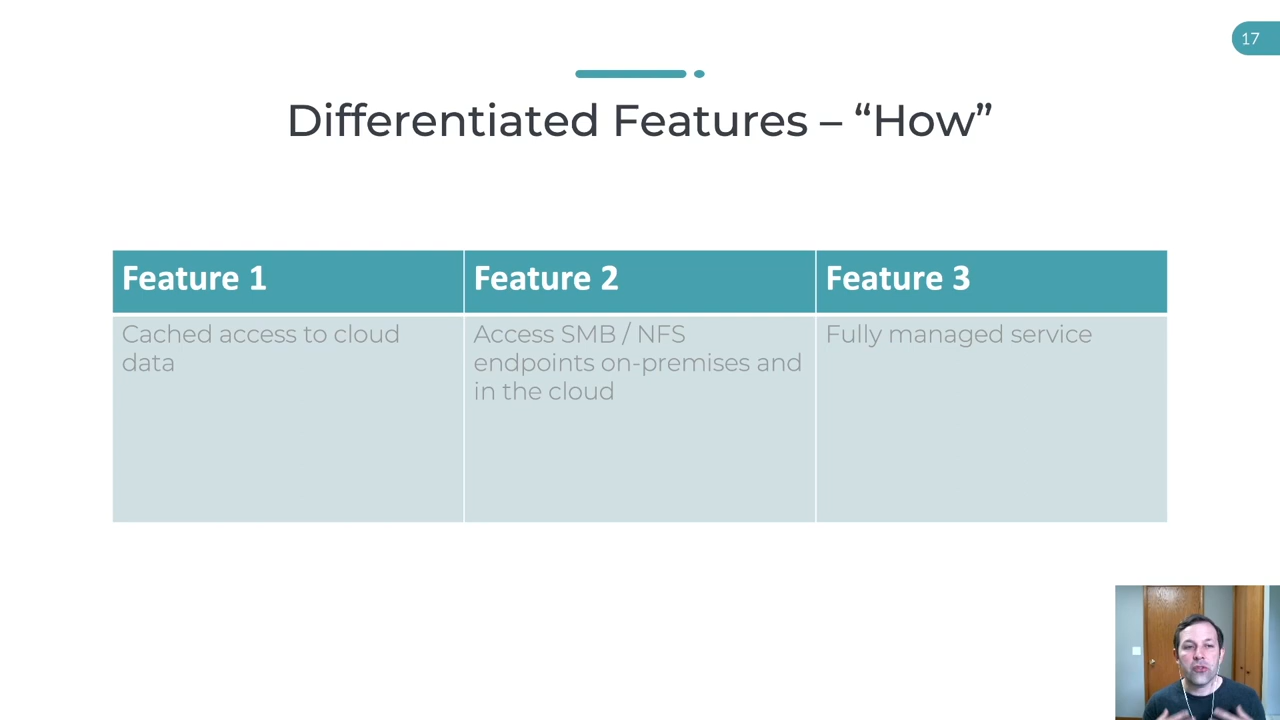 17
Differentiated Features – “How”
Feature 1
Feature 2
Feature 3
Cached access to cloud
data
Access SMB / NFS
endpoints on-premises and
in the cloud
Fully managed service